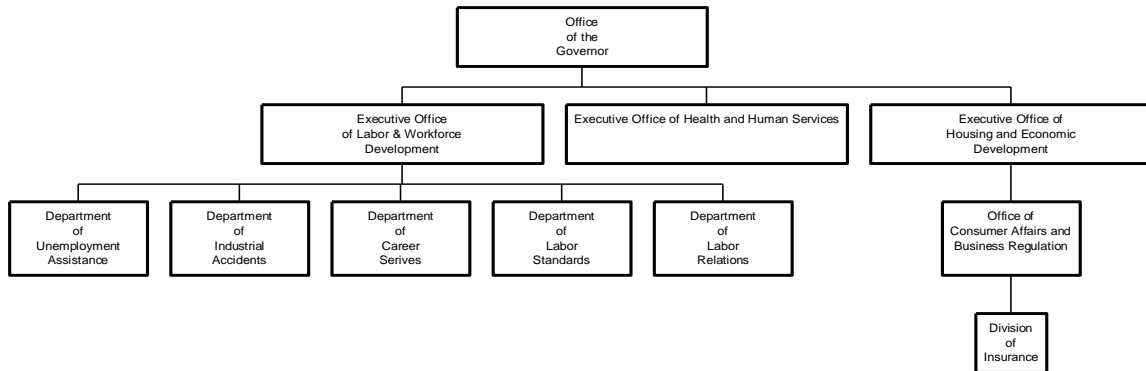 Office
of the
Governor
Executive Office
of Labor & Workforce
Development
Executive Office of Health and Human Services
Executive Office of
Housing and Economic
Development
Department
of
Unemployment
Assistance
Department
of
Industrial
Accidents
Department
of
Career
Serives
Department
of
Labor
Standards
Department
of
Labor
Relations
Office of
Consumer Affairs and
Business Regulation
Division
of
Insurance